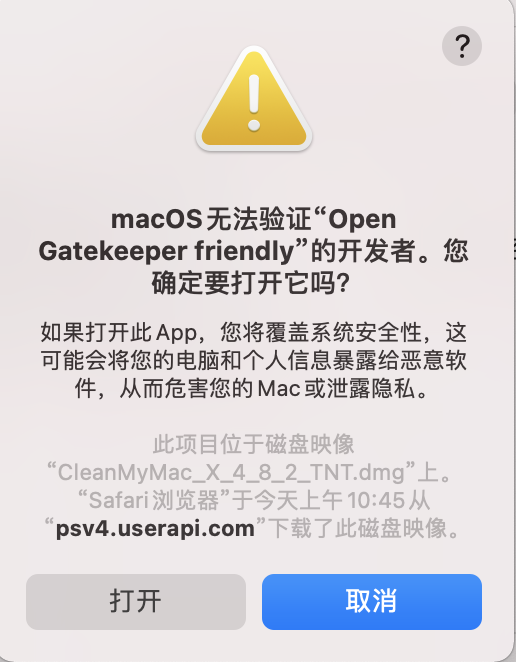 ?
macOS无法验证“Open
Gatekeeper friendly”的开发者。您
确定要打开它吗?
如果打开此App，您将覆盖系统安全性，这
可能会将您的电脑和个人信息暴露给恶意软
件，从而危害您的Mac或泄露隐私。
此项目位于磁盘映像
“CleanMyMac_X_4_8_2_TNT.dmg”上。
“Safari浏览器”于今天上午10:45从
“psv4.userapi.com”下载了此磁盘映像。
打开
取消